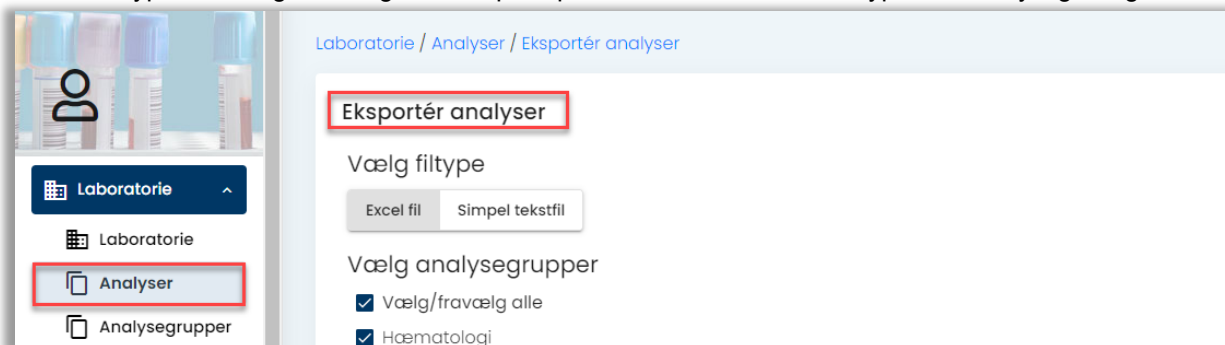 Laboratorie / Analyser / Eksportér analyser
Eksportér analyser
Vælg filtype
Excel fil
Simpel tekstfil
Vælg analysegrupper
Vælg/fravælg alle
Hæmatologi
Laboratorie
Laboratorie
Analyser
Analysegrupper